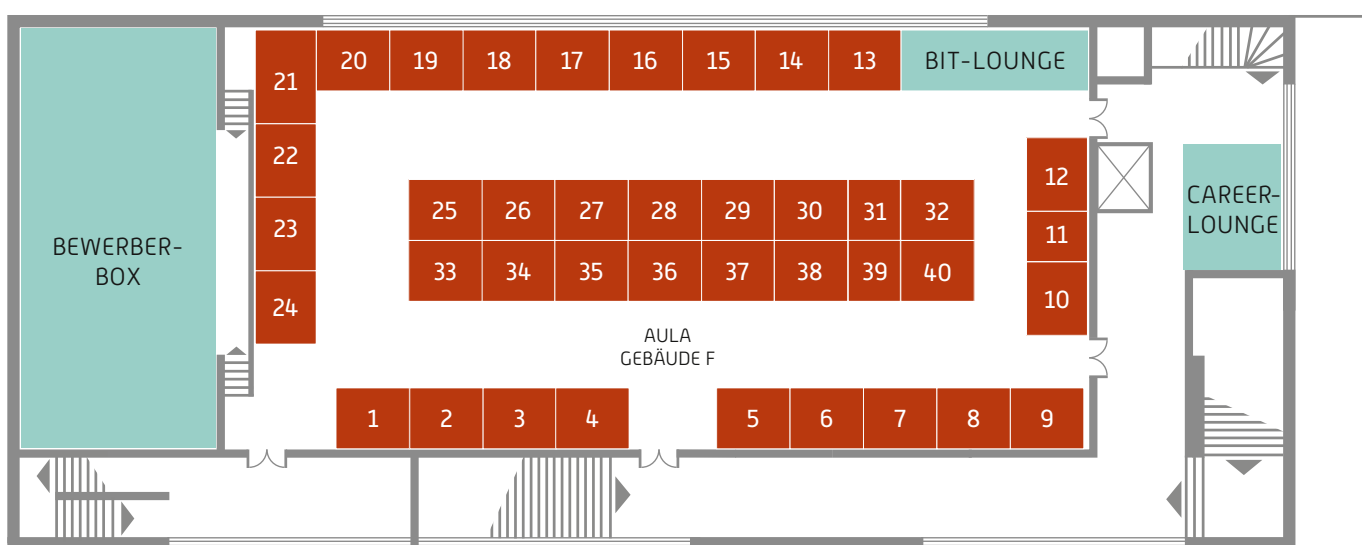 20 19 18 17 16 15 14 13 BIT-LOUNGE
21
22
23
24
BEWERBER-
BOX
25 26 27 28 29 30 31 32
33 34 35 36 37 38 39 40
12
11
10
CAREER-
LOUNGE
AULA
GEBÄUDE F
1 2 3 4 5 6 7 8 9